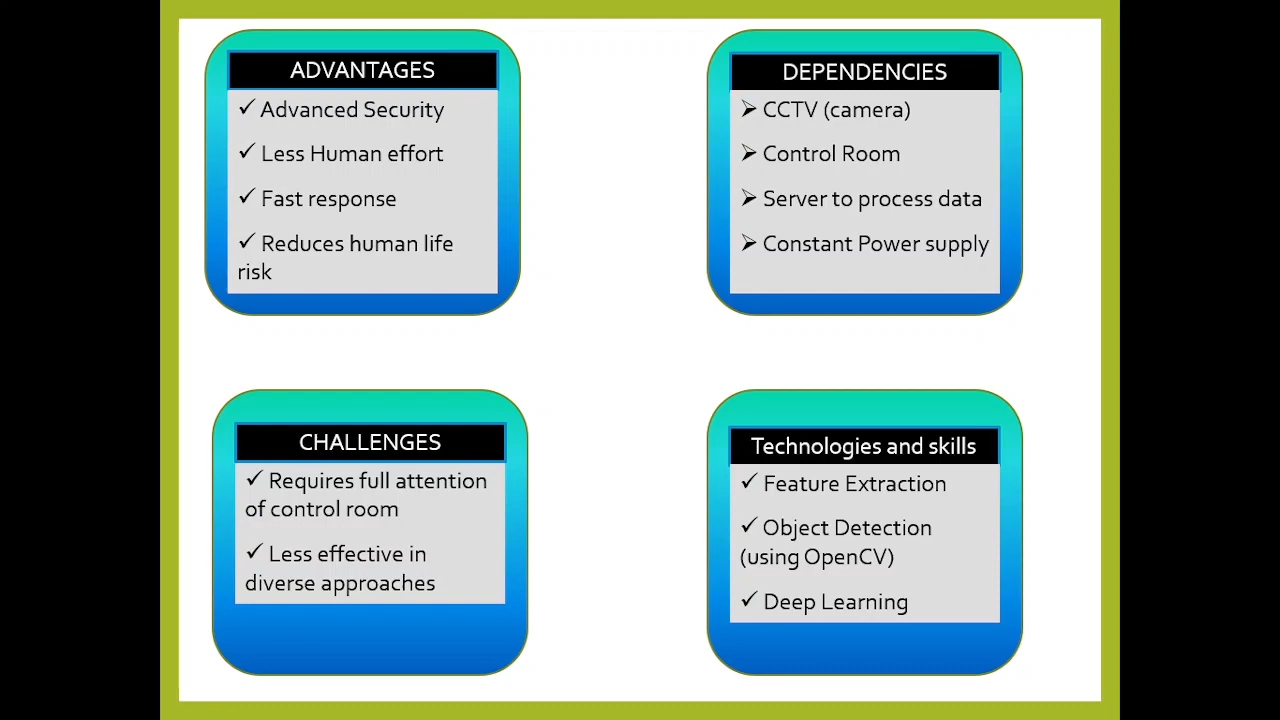 ADVANTAGES
✓ Advanced Security
✓ Less Human effort
✓ Fast response
✓ Reduces human life
risk
DEPENDENCIES
➢ CCTV (camera)
➢ Control Room
➢ Server to process data
➢ Constant Power supply
CHALLENGES
✓ Requires full attention
of control room
✓ Less effective in
diverse approaches
Technologies and skills
✓ Feature Extraction
✓ Object Detection
(using OpenCV)
✓ Deep Learning